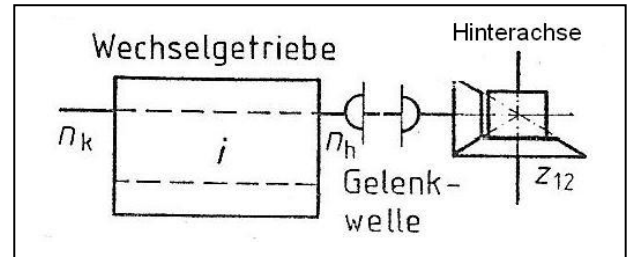 Wechselgetriebe
Hinterachse
n_k
i
n_h
Gelenk-
welle
z_12